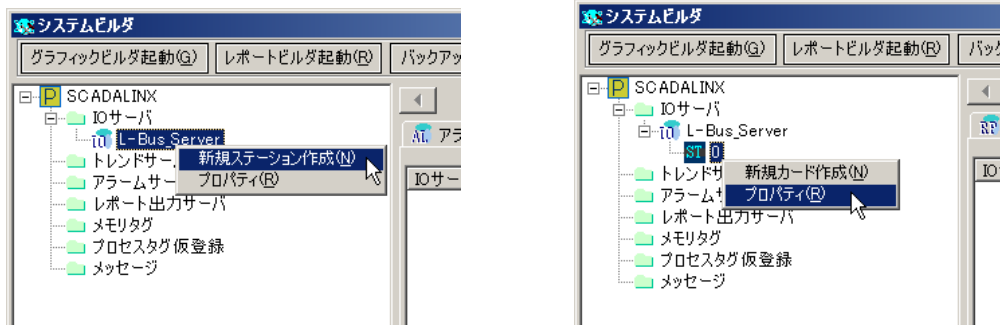 システムビルダ
グラフィックビルダ起動(G) レポートビルダ起動(R) バックアッ
SCADALINX
IOサーバ
L-Bus_Server
新規ステーション作成(N)
プロパティ(R)
トレンドサー
アラームサー
レポート出力サーバ
メモリタグ
プロセスタグ仮登録
メッセージ
AL アラ
IOサー
システムビルダ
グラフィックビルダ起動(G) レポートビルダ起動(R)
SCADALINX
IOサーバ
L-Bus_Server
ST 0
新規カード作成(N)
プロパティ(R)
トレンドサ
アラーム
レポート出力サーバ
メモリタグ
プロセスタグ仮登録
メッセージ
RP
IO